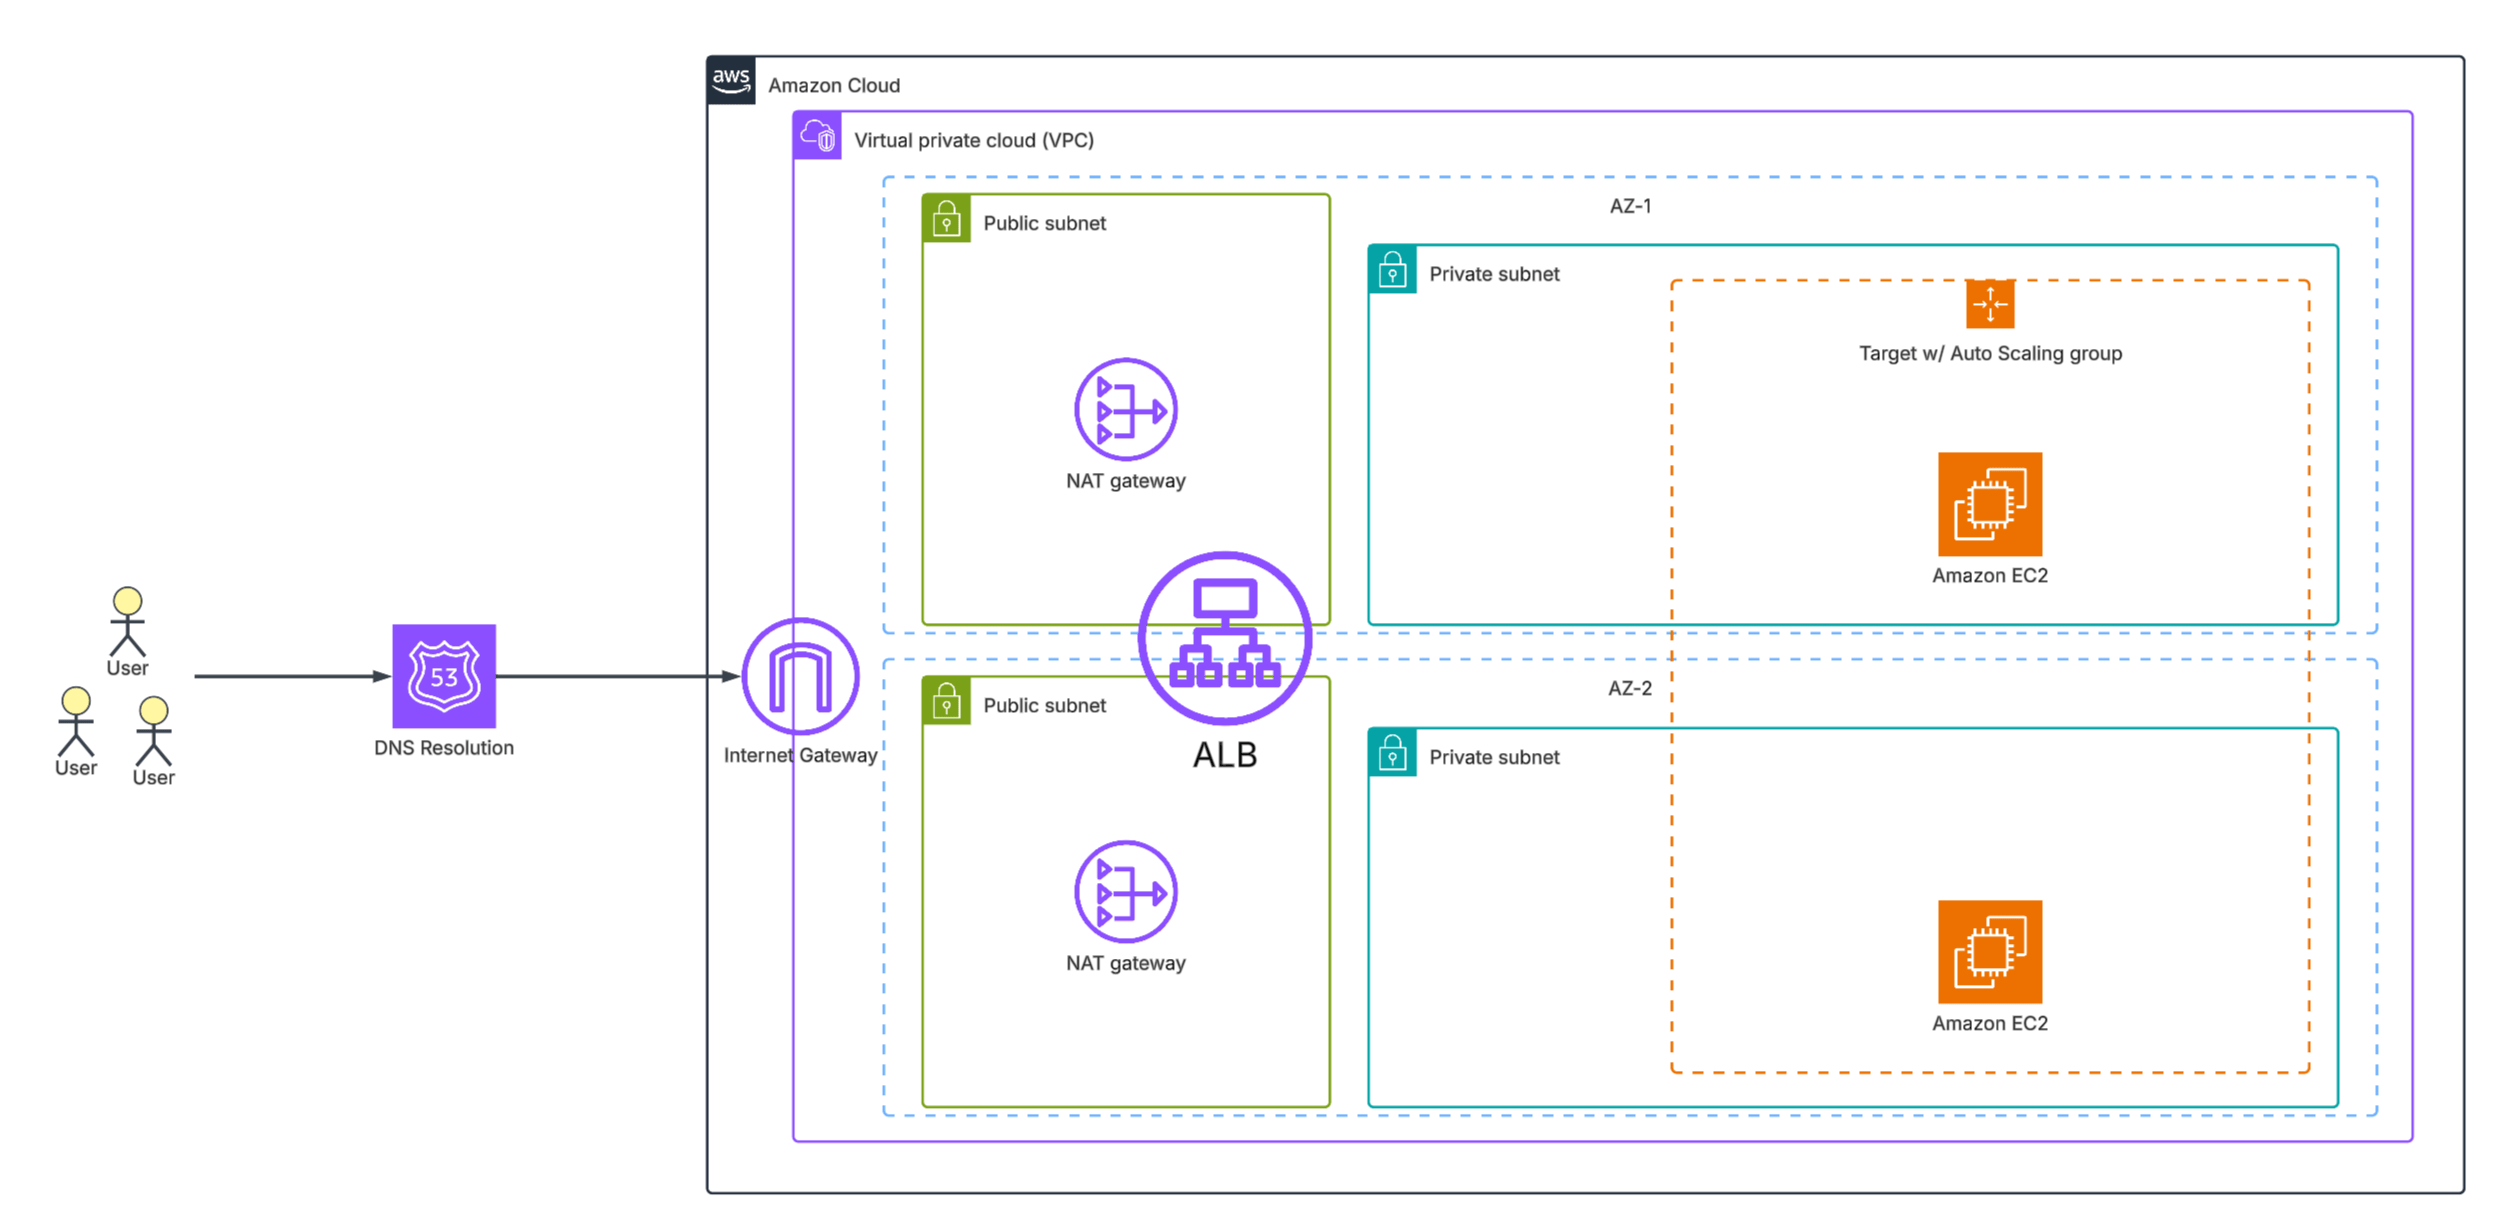 aws
Amazon Cloud
Virtual private cloud (VPC)
AZ-1
Public subnet
Private subnet
Target w/ Auto Scaling group
NAT gateway
Amazon EC2
User
User
User
53
DNS Resolution
Internet Gateway
ALB
AZ-2
Public subnet
Private subnet
NAT gateway
Amazon EC2